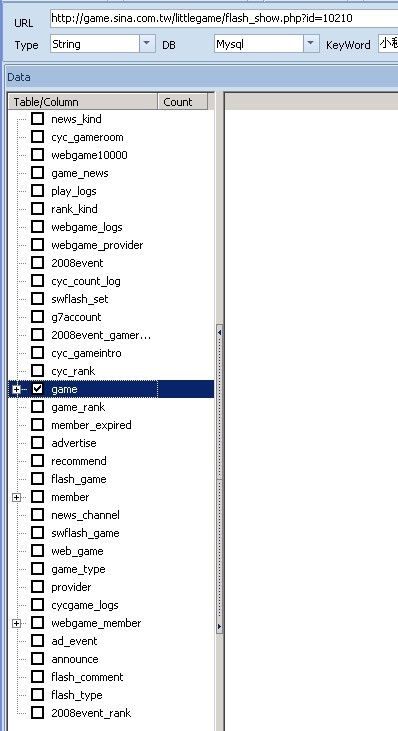 URL http://game.sina.com.tw/littlegame/flash_show.php?id=10210
Type String DB Mysql KeyWord 小
Data
Table/Column Count
news_kind
cyc_gameroom
webgame10000
game_news
play_logs
rank_kind
webgame_logs
webgame_provider
2008event
cyc_count_log
swflash_set
g7account
2008event_gamer...
cyc_gameintro
cyc_rank
game
game_rank
member_expired
advertise
recommend
flash_game
member
news_channel
swflash_game
web_game
game_type
provider
cycgame_logs
webgame_member
ad_event
announce
flash_comment
flash_type
2008event_rank